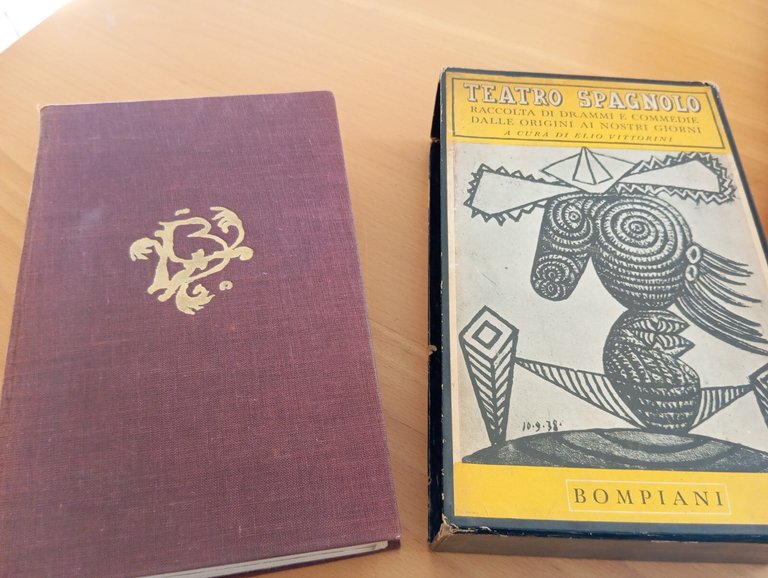 TEATRO SPAGNOLO
RACCOLTA DI DRAMMI E COMMEDIE
DALLE ORIGINI AI NOSTRI GIORNI
A CURA DI ELIO VITTORINI
10.9.38.
BOMPIANI